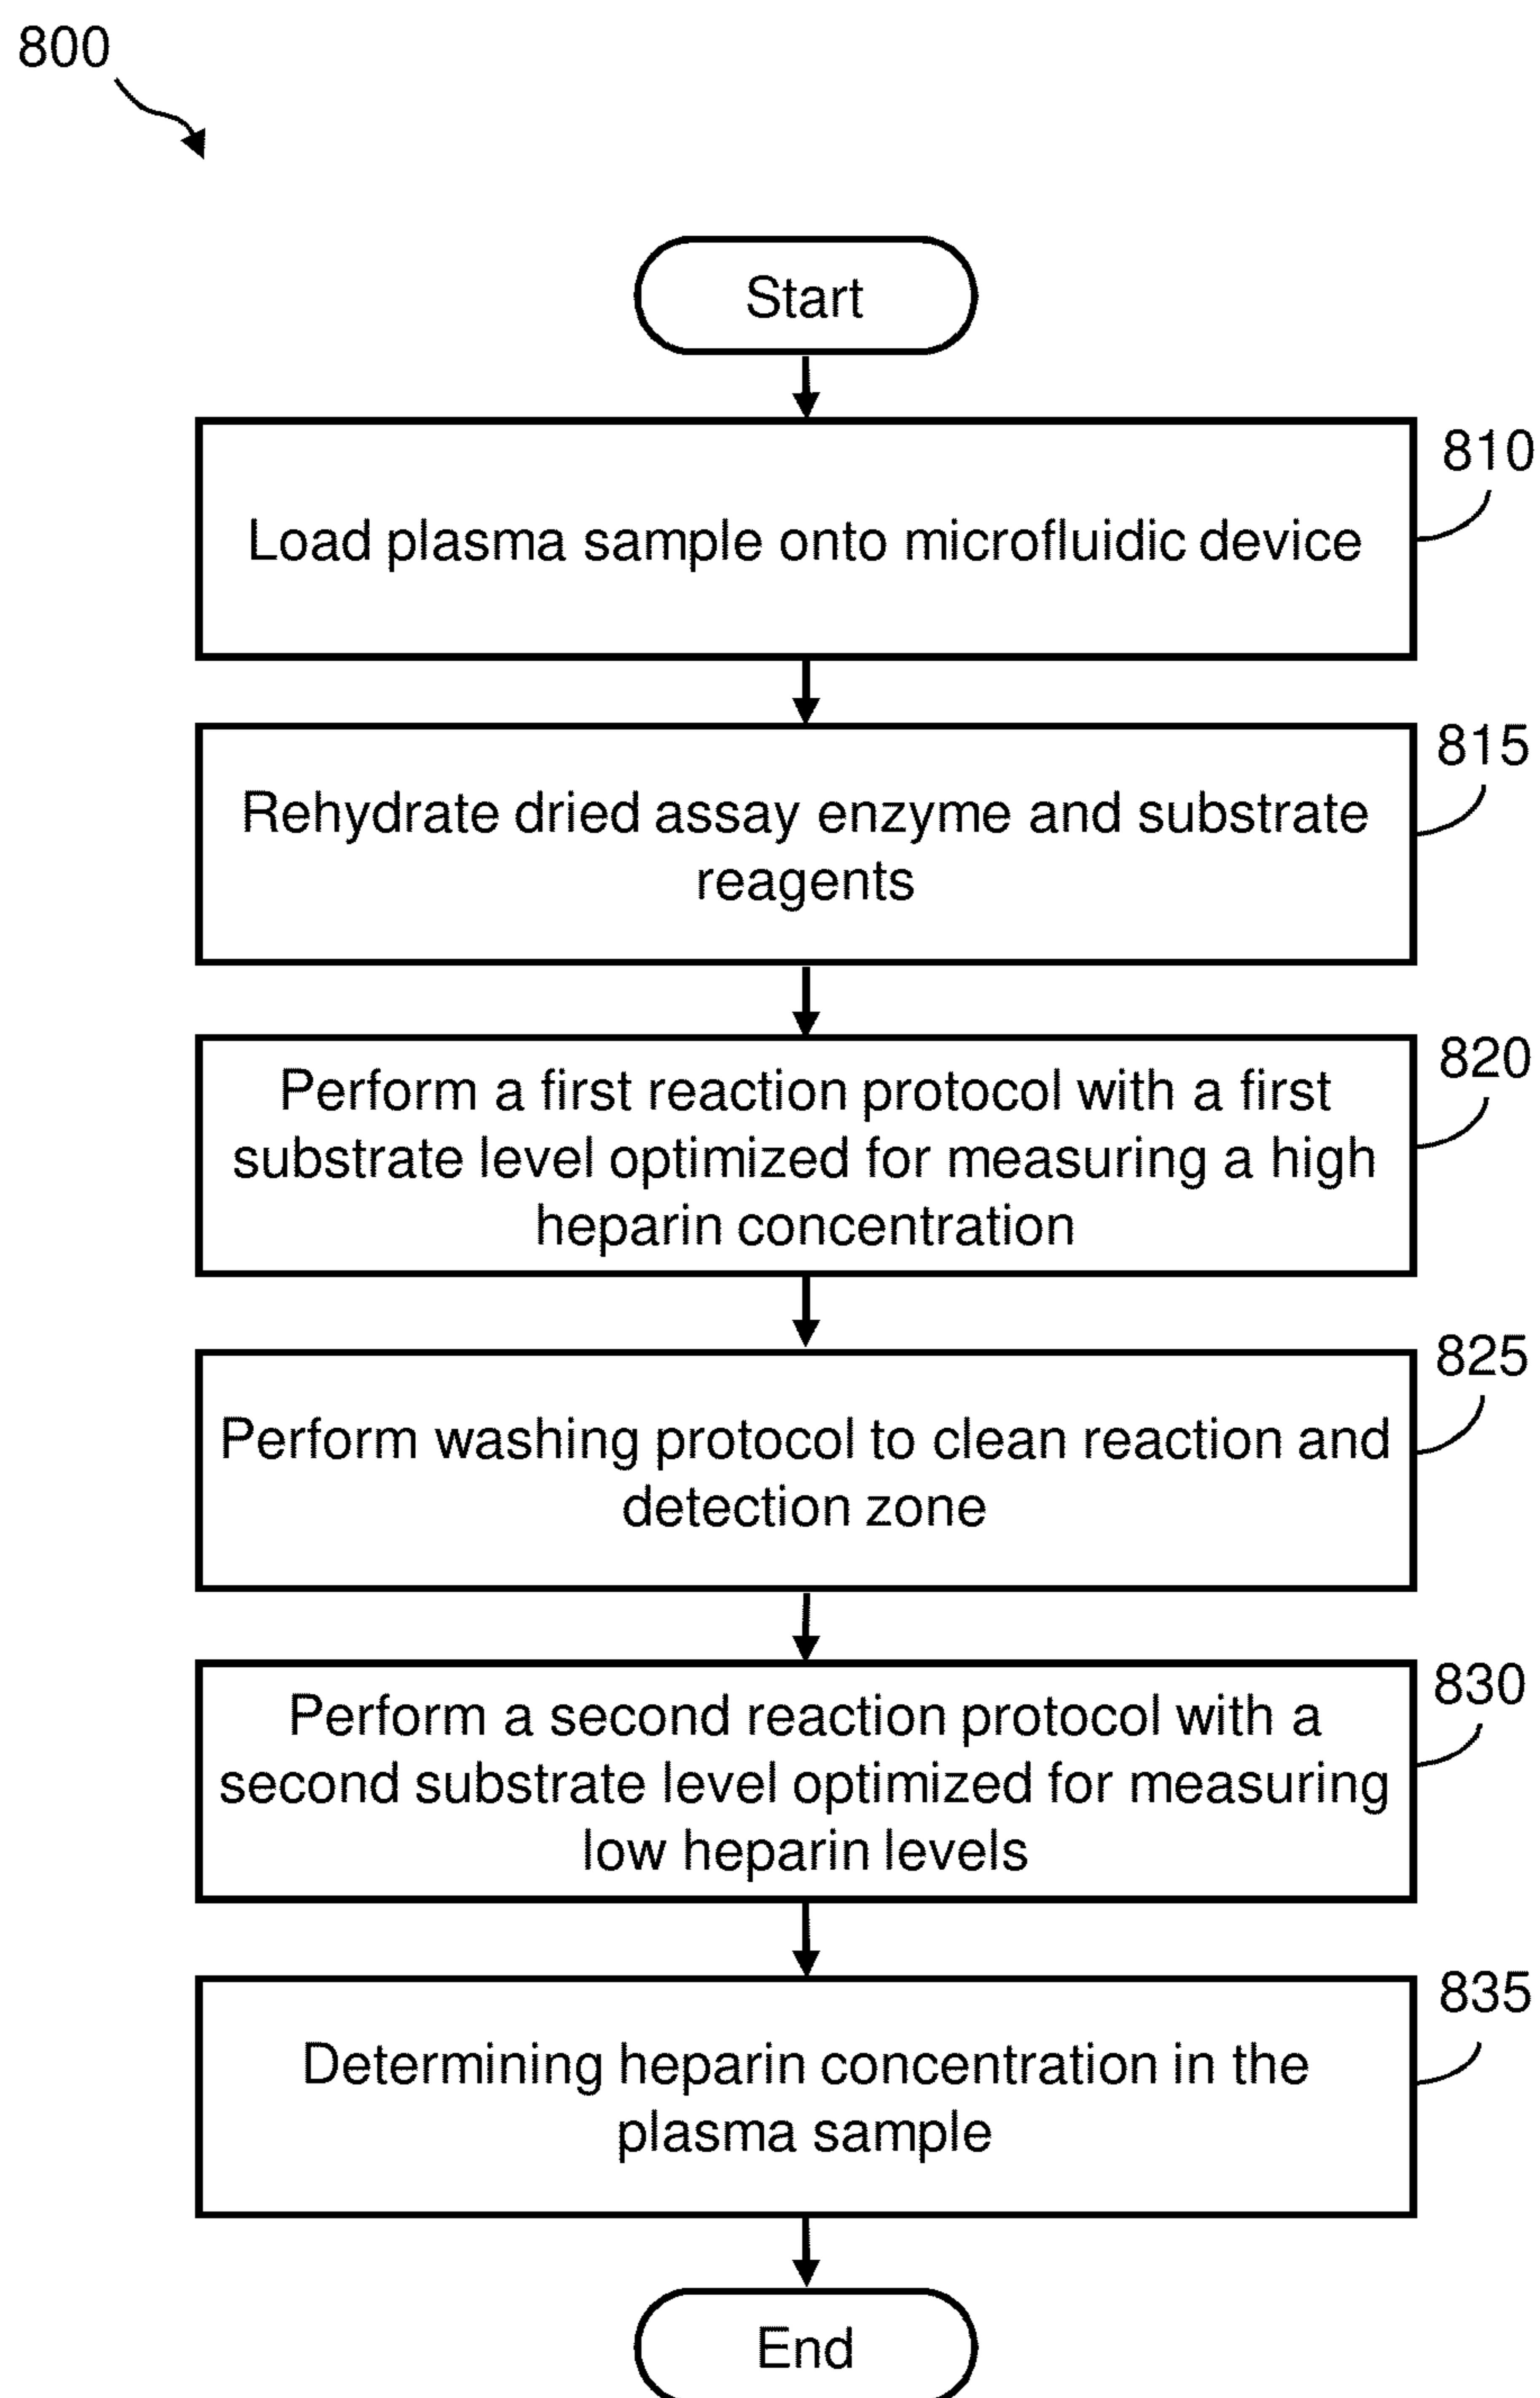 800
Start
810
Load plasma sample onto microfluidic device
815
Rehydrate dried assay enzyme and substrate
reagents
820
Perform a first reaction protocol with a first
substrate level optimized for measuring a high
heparin concentration
825
Perform washing protocol to clean reaction and
detection zone
830
Perform a second reaction protocol with a
second substrate level optimized for measuring
low heparin levels
835
Determining heparin concentration in the
plasma sample
End